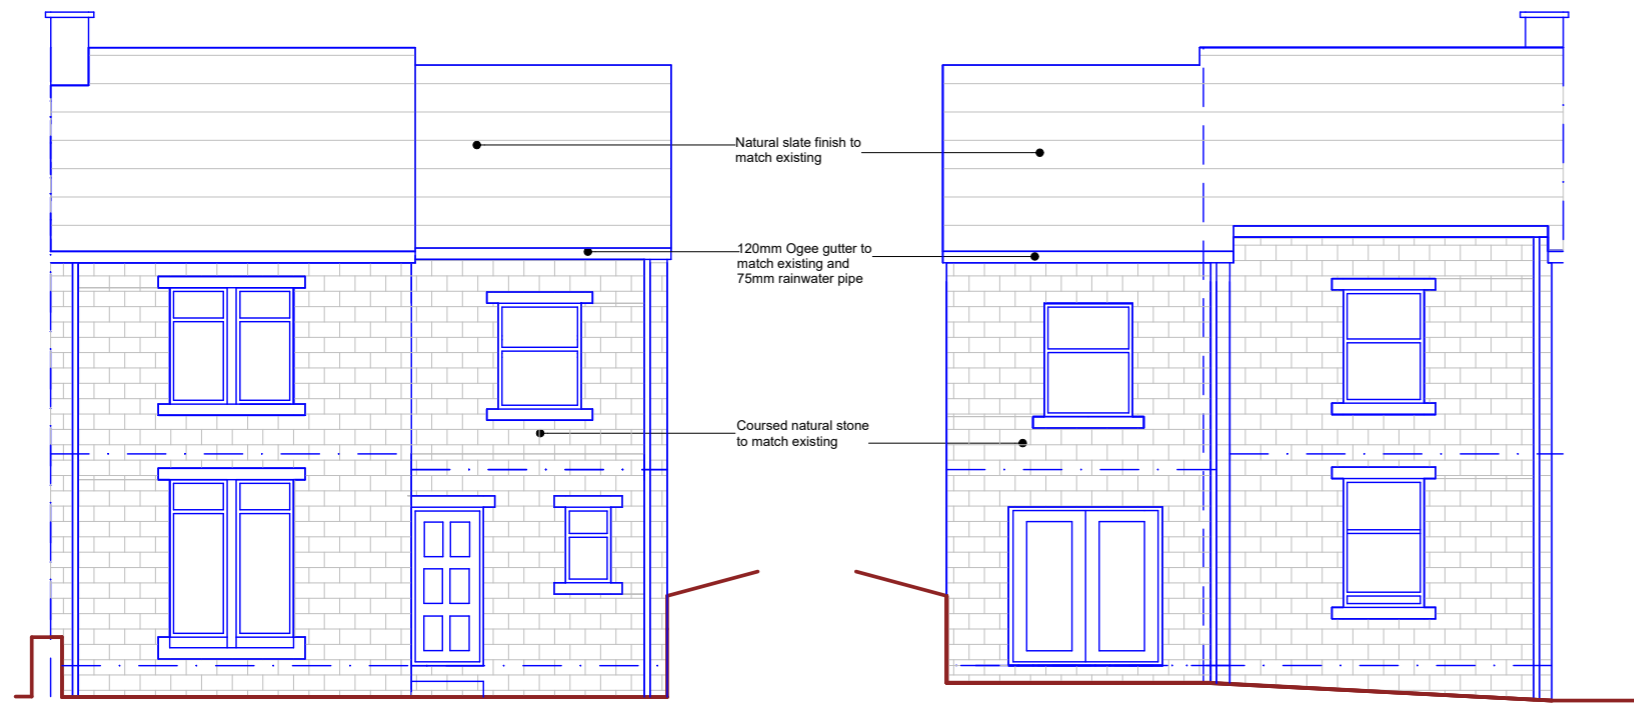 Natural slate finish to
match existing
120mm Ogee gutter to
match existing and
75mm rainwater pipe
Coursed natural stone
to match existing